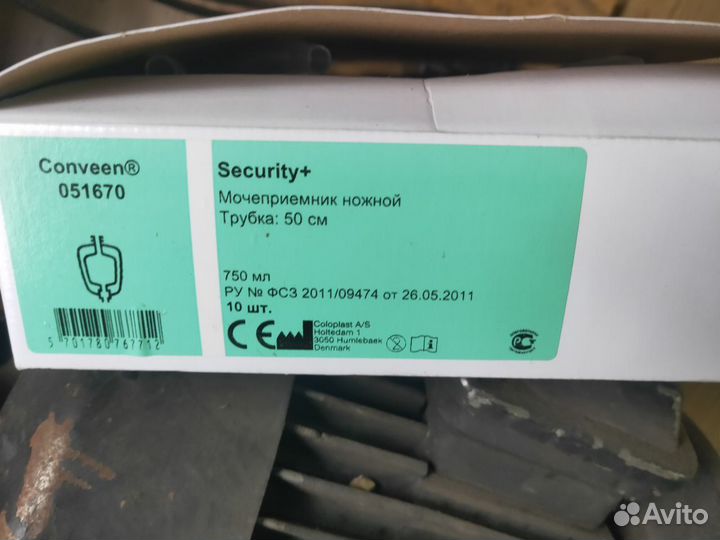 Conveen®
051670
5 701780 767712
Security+
Мочеприемник ножной
Трубка: 50 см
750 мл
РУ № ФСЗ 2011/09474 от 26.05.2011
10 шт.
CE
Coloplast A/S
Holtedam 1
3050 Humlebaek
Denmark
Avito